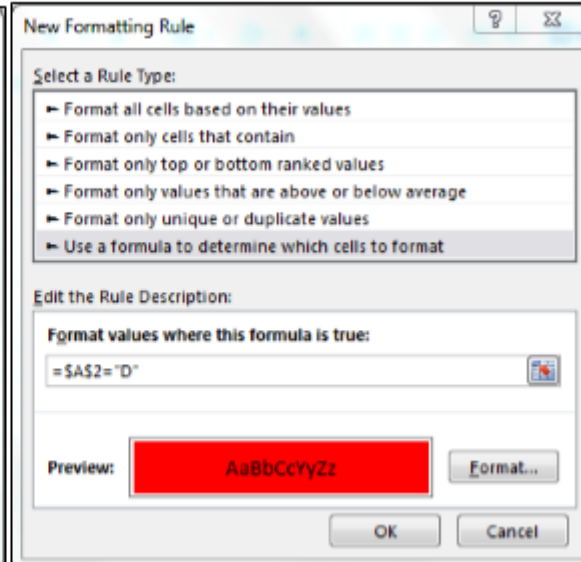 New Formatting Rule
?
Select a Rule Type:
► Format all cells based on their values
► Format only cells that contain
► Format only top or bottom ranked values
► Format only values that are above or below average
► Format only unique or duplicate values
► Use a formula to determine which cells to format
Edit the Rule Description:
Format values where this formula is true:
=$A$2="D"
Preview: AaBbCcYyZz Format...
OK Cancel